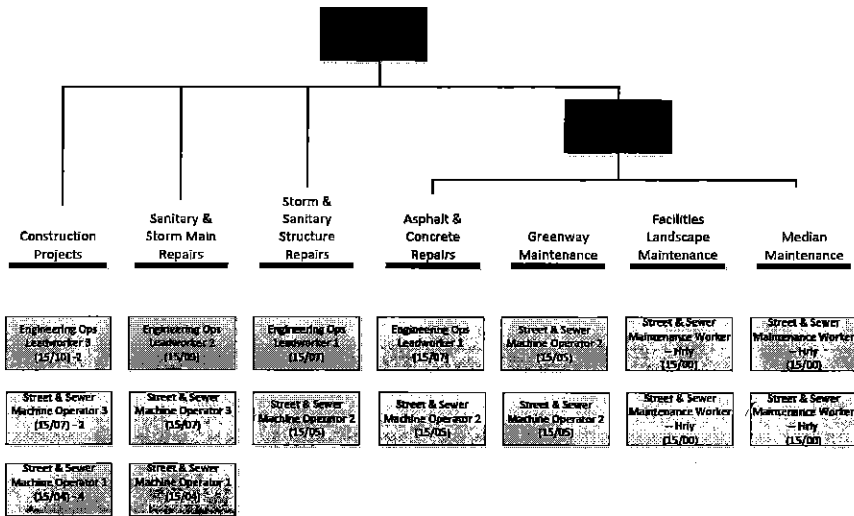 Construction
Projects
Sanitary &
Storm Main
Repairs
Storm &
Sanitary
Structure
Repairs
Asphalt &
Concrete
Repairs
Greenway
Maintenance
Facilities
Landscape
Maintenance
Median
Maintenance
Engineering Ops
Leadworker 3
(15/10) -2
Engineering Ops
Leadworker 2
(15/09)
Engineering Ops
Leadworker 1
(15/07)
Engineering Ops
Leadworker 1
(15/07)
Street & Sewer
Machine Operator 2
(15/05)
Street & Sewer
Maintenance Worker
– Hrly
(15/00)
Street & Sewer
Maintenance Worker
– Hrly
(15/00)
Street & Sewer
Machine Operator 3
(15/07) - 2
Street & Sewer
Machine Operator 3
(15/07)
Street & Sewer
Machine Operator 2
(15/05)
Street & Sewer
Machine Operator 2
(15/05)
Street & Sewer
Machine Operator 2
(15/05)
Street & Sewer
Maintenance Worker
– Hrly
(15/00)
Street & Sewer
Maintenance Worker
– Hrly
(15/00)
Street & Sewer
Machine Operator 1
(15/04) - 4
Street & Sewer
Machine Operator 1
(15/04)